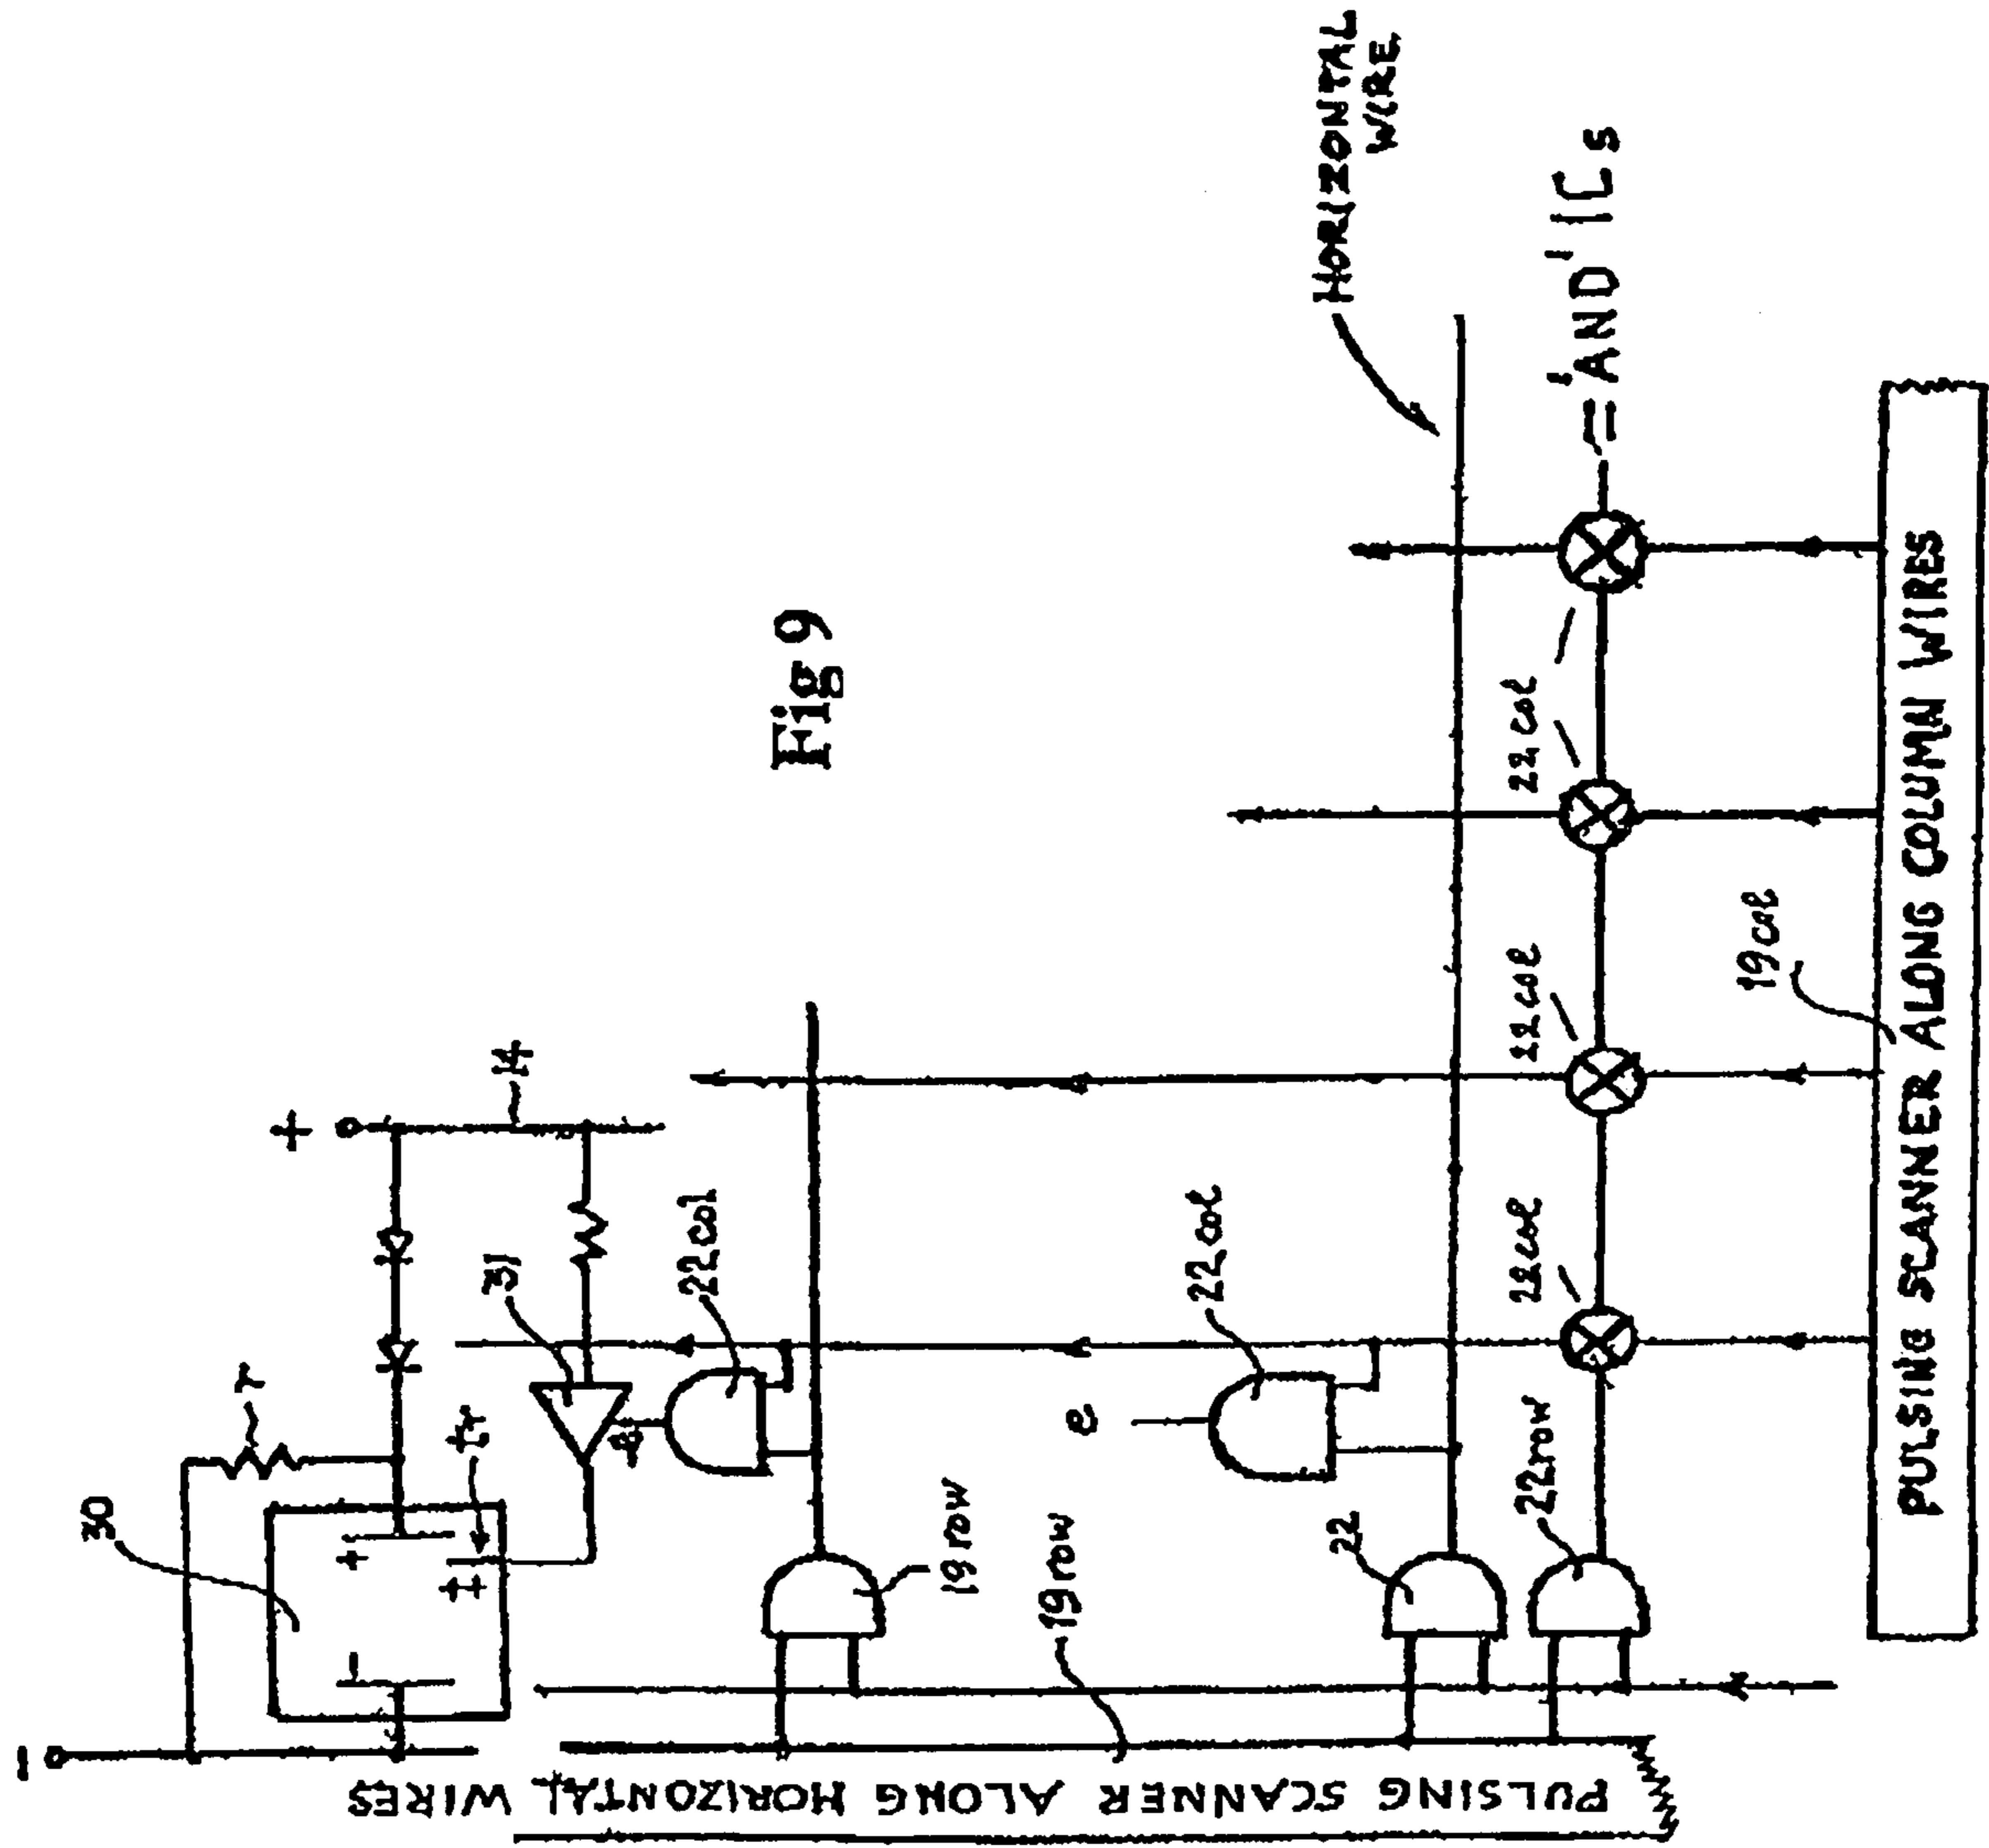 Fig 9
HORIZONTAL
WIRE
='AND' ICs
PULSING SCANNER ALONG COLUMN WIRES
PULSING SCANNER ALONG HORIZONTAL WIRES
19col
22col
22col
22col
22row
22
22col
22col
e
19row
19row
14
+
31
r
tr
30
+
±
−
−